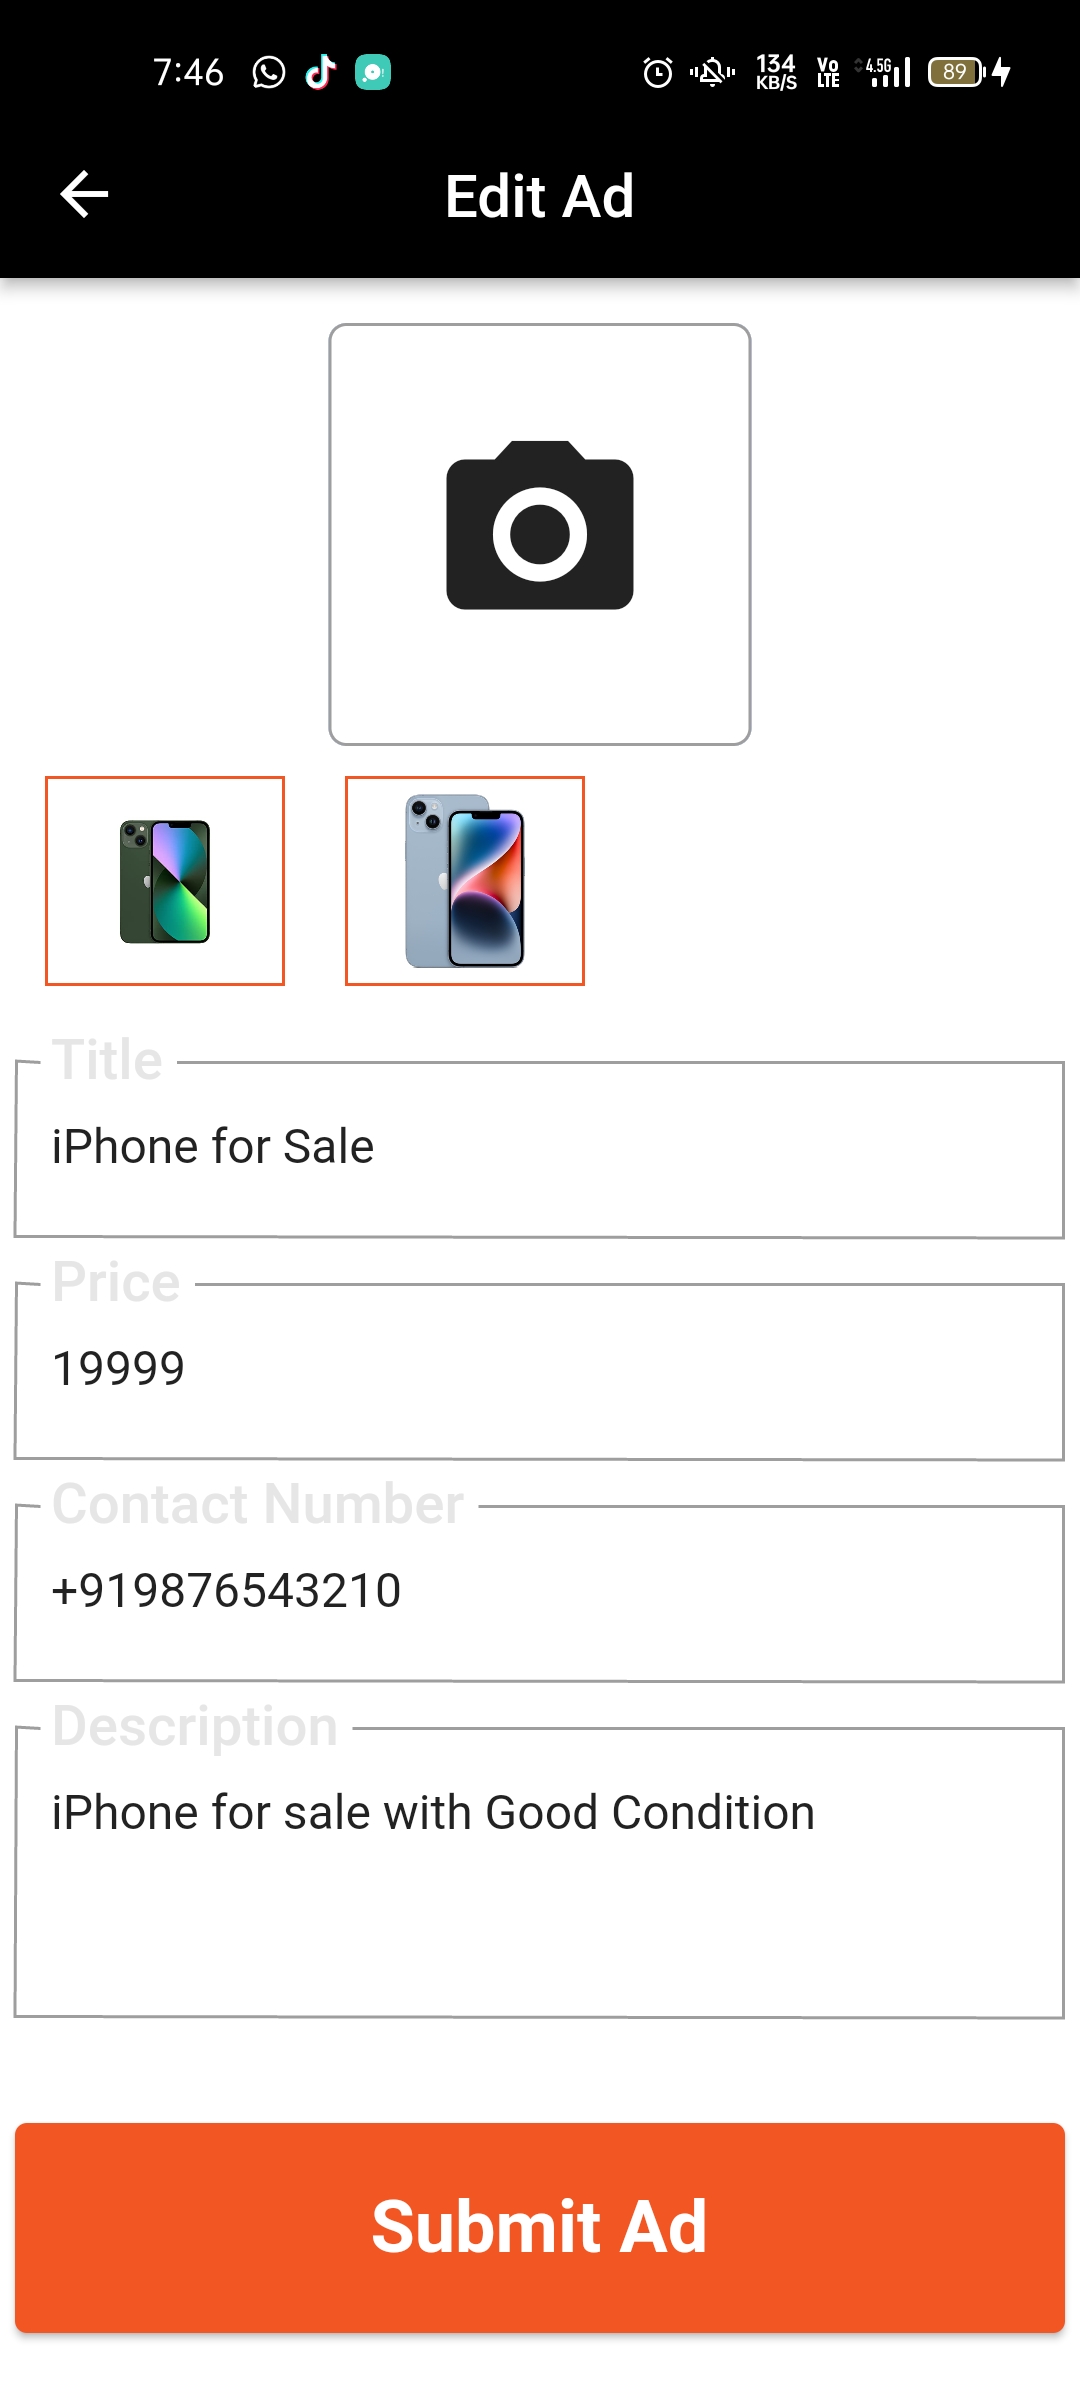 7:46 134 KB/S Vo LTE 4.5G 89
Edit Ad
Title
iPhone for Sale
Price
19999
Contact Number
+919876543210
Description
iPhone for sale with Good Condition
Submit Ad